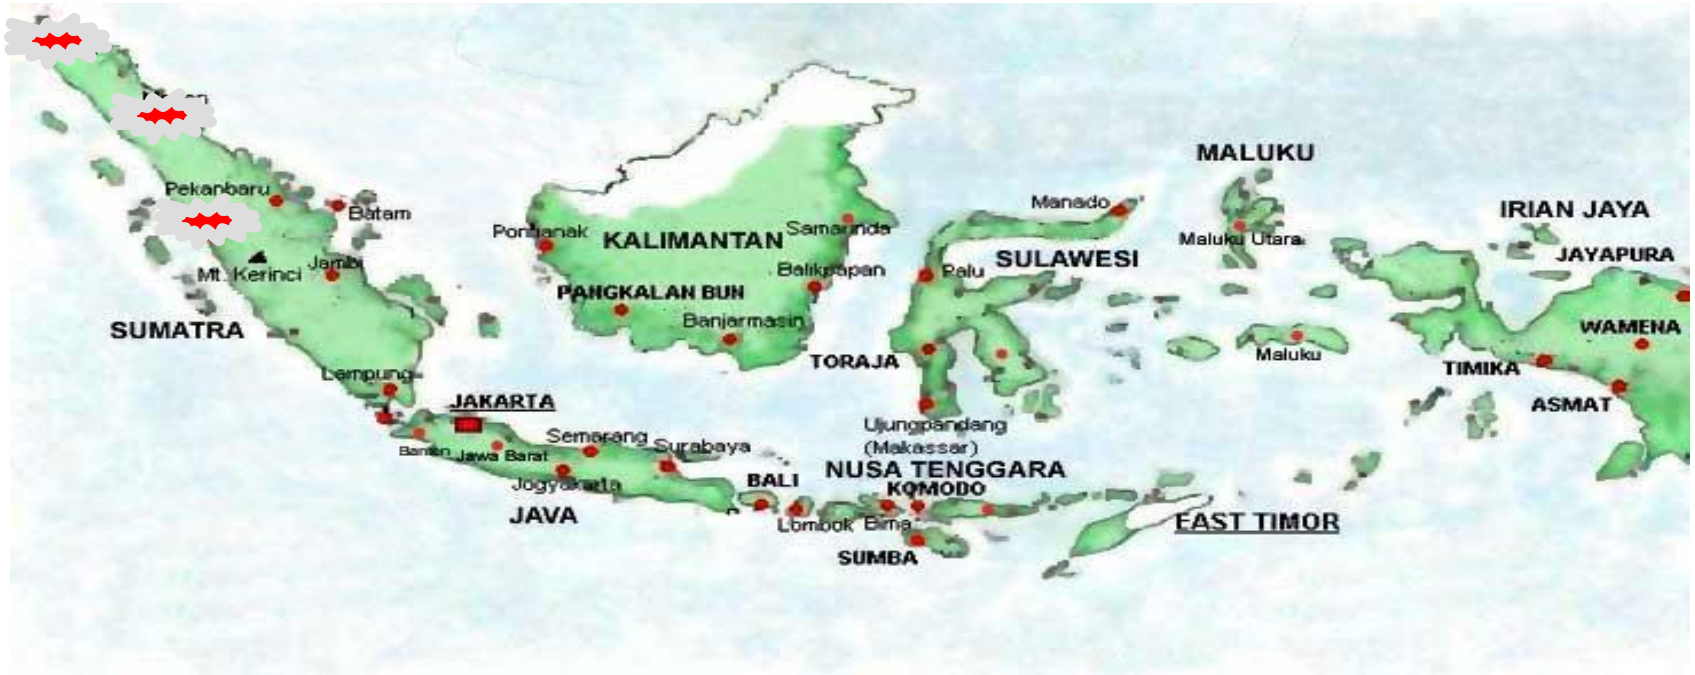 MALUKU
Pekanbaru
Batam
Manado
IRIAN JAYA
Pontianak
KALIMANTAN
Samarinda
Maluku Utara
JAYAPURA
SULAWESI
Mt. Kerinci
Jambi
Balikpapan
Palu
PANGKALAN BUN
SUMATRA
Banjarmasin
WAMENA
TORAJA
Maluku
TIMIKA
Lampung
JAKARTA
ASMAT
Ujungpandang
(Makassar)
Semarang
Surabaya
Banten
Jawa Barat
NUSA TENGGARA
Jogyakarta
BALI
KOMODO
JAVA
Lombok
Bima
EAST TIMOR
SUMBA